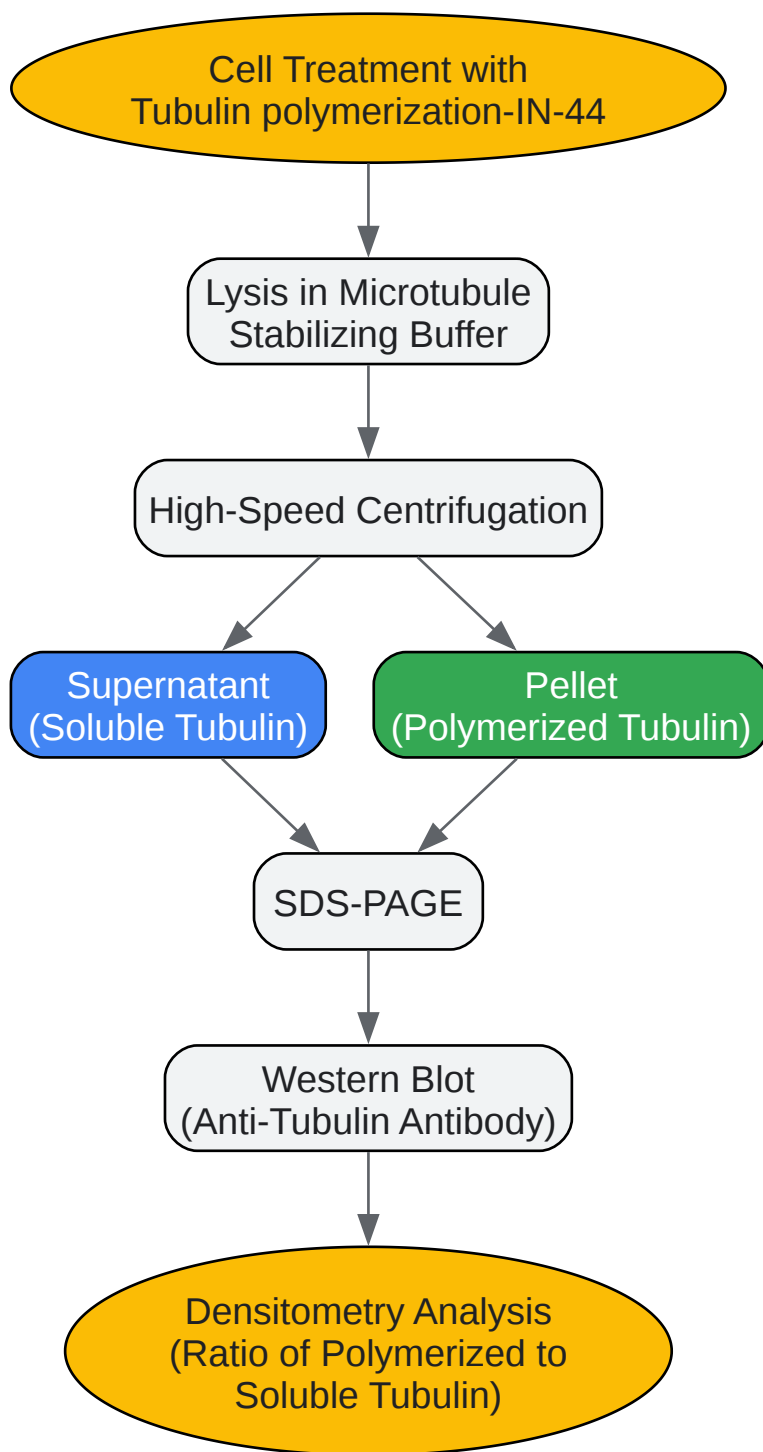 Cell Treatment with
Tubulin polymerization-IN-44
Lysis in Microtubule
Stabilizing Buffer
High-Speed Centrifugation
Supernatant
(Soluble Tubulin)
Pellet
(Polymerized Tubulin)
SDS-PAGE
Western Blot
(Anti-Tubulin Antibody)
Densitometry Analysis
(Ratio of Polymerized to
Soluble Tubulin)